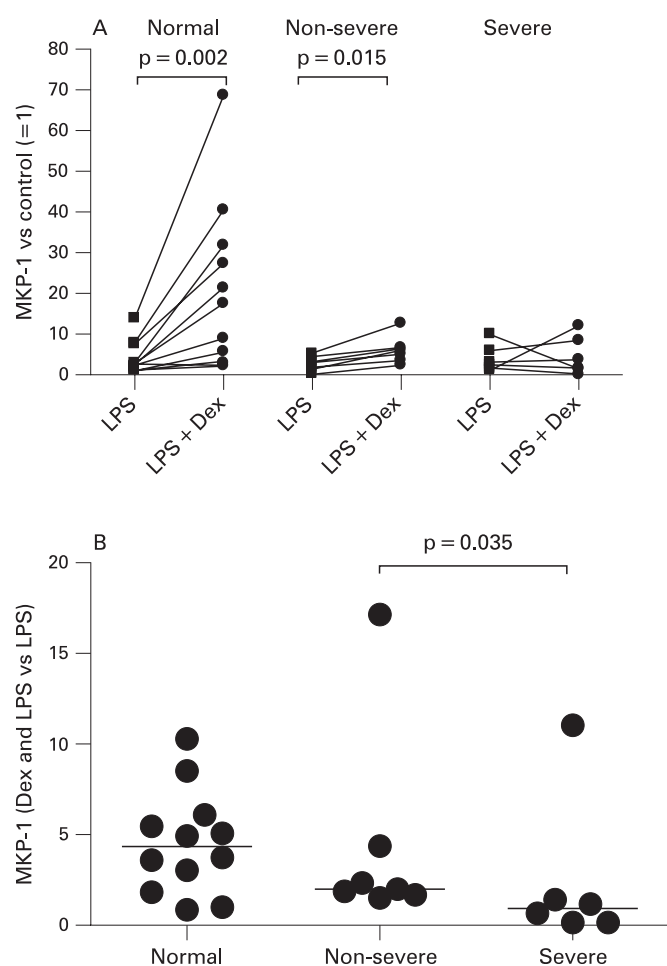 A Normal Non-severe Severe
p = 0.002 p = 0.015
MKP-1 vs control (=1)
80
70
60
50
40
30
20
10
0
LPS LPS + Dex LPS LPS + Dex LPS LPS + Dex
B
p = 0.035
MKP-1 (Dex and LPS vs LPS)
20
15
10
5
0
Normal Non-severe Severe